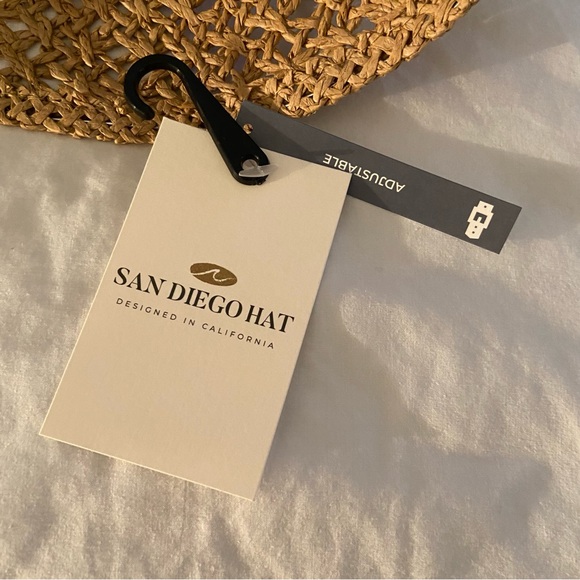 ADJUSTABLE
SAN DIEGO HAT
DESIGNED IN CALIFORNIA